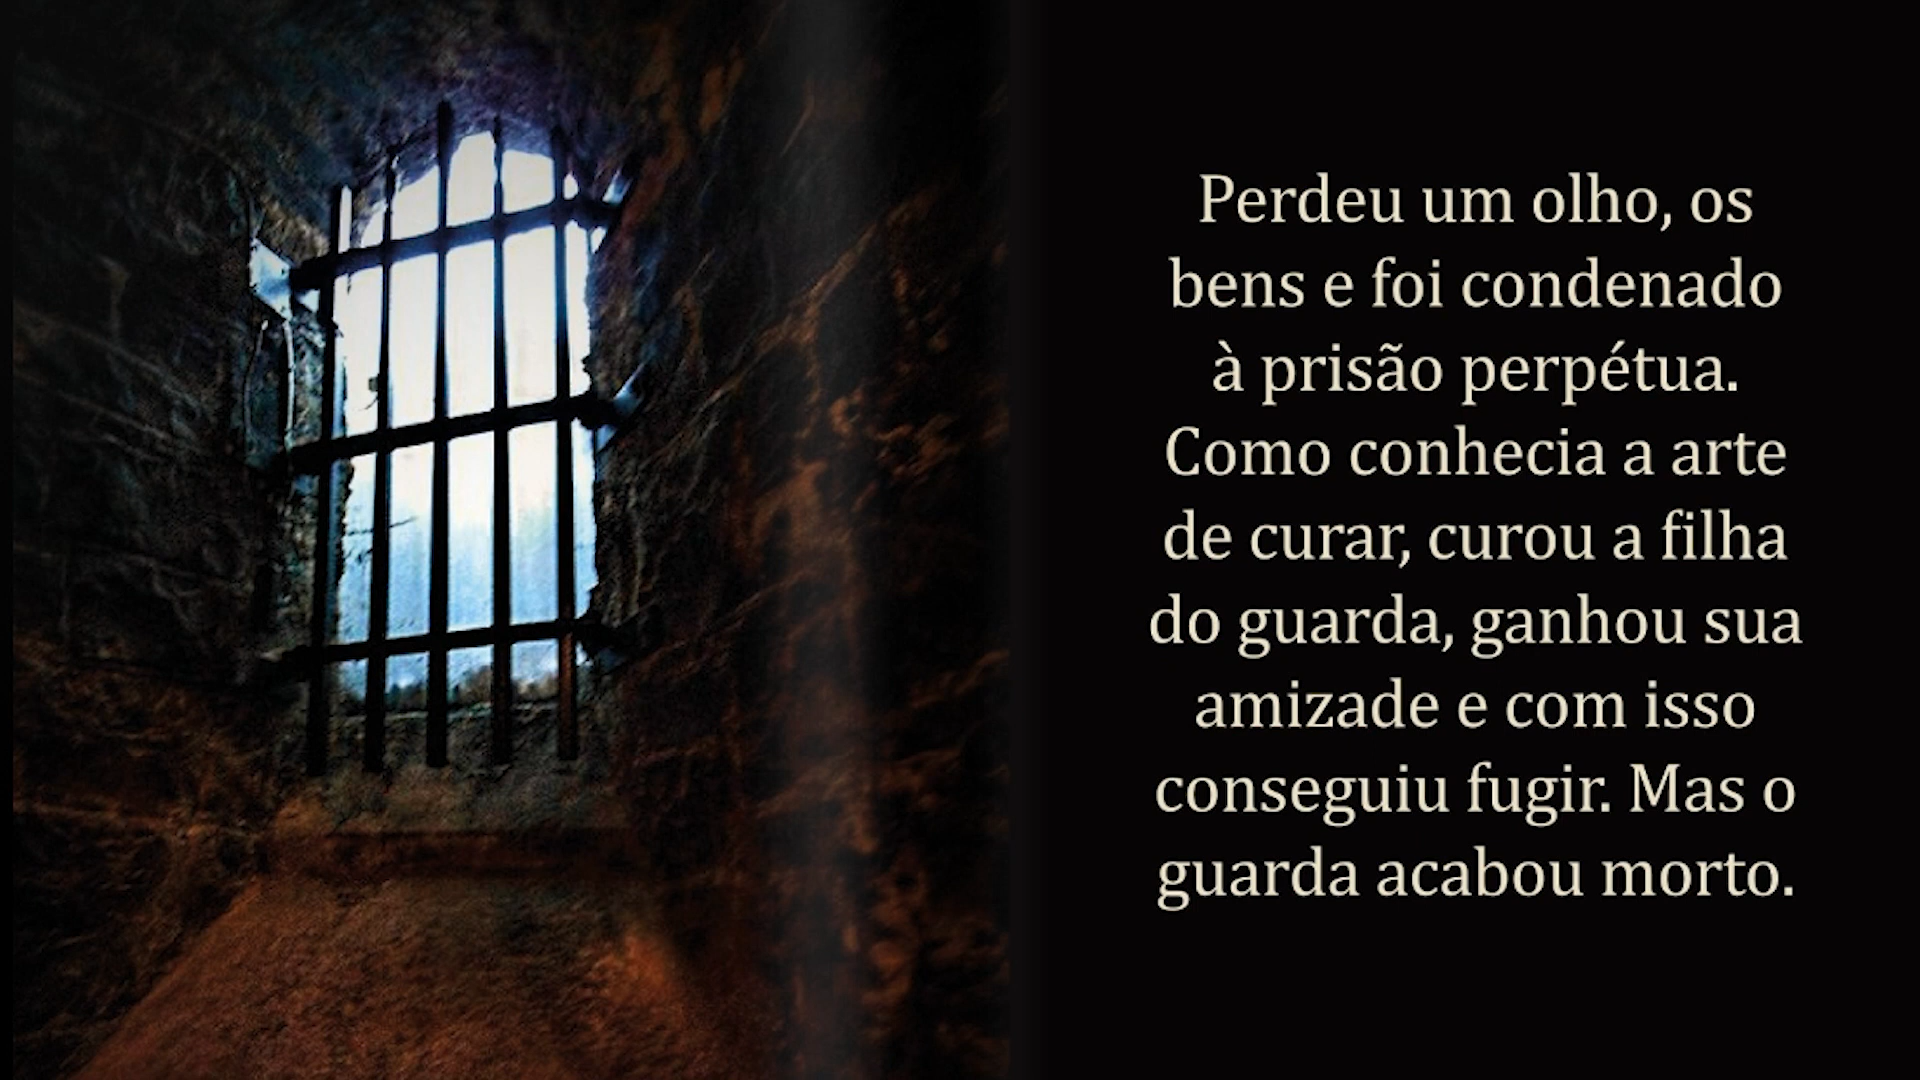 Perdeu um olho, os
bens e foi condenado
à prisão perpétua.
Como conhecia a arte
de curar, curou a filha
do guarda, ganhou sua
amizade e com isso
conseguiu fugir. Mas o
guarda acabou morto.